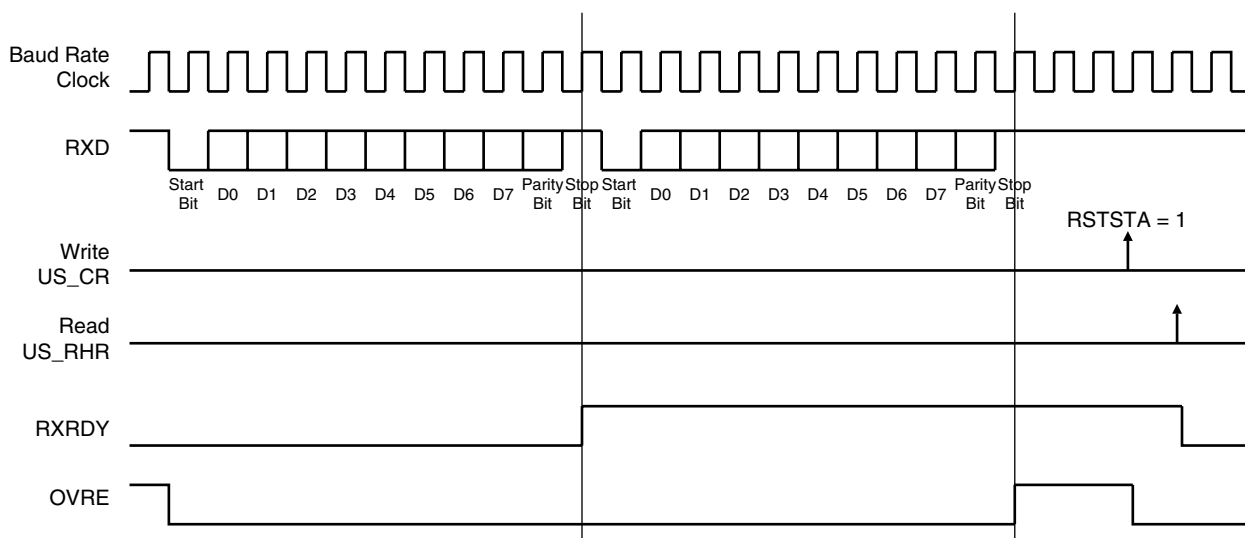 Baud Rate
Clock
RXD
Start
Bit
D0
D1
D2
D3
D4
D5
D6
D7
Parity
Bit
Stop
Bit
Start
Bit
D0
D1
D2
D3
D4
D5
D6
D7
Parity
Bit
Stop
Bit
RSTSTA = 1
Write
US_CR
Read
US_RHR
RXRDY
OVRE